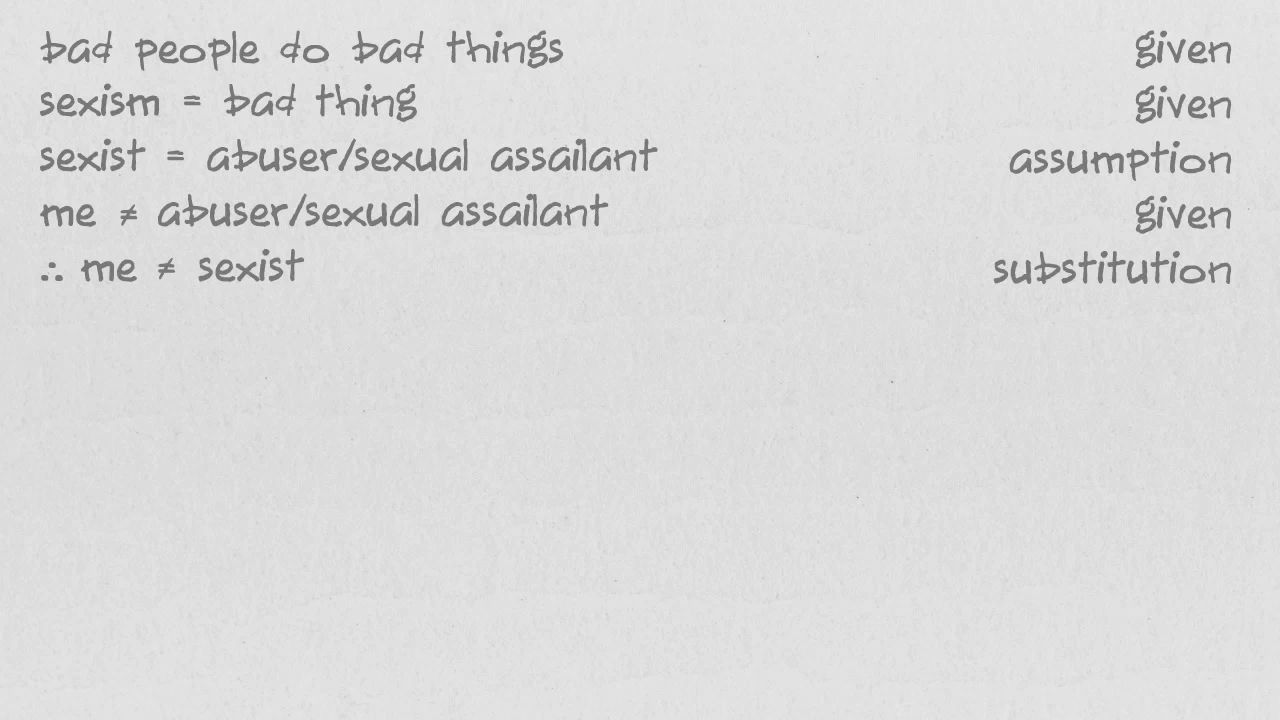 bad people do bad things given
sexism = bad thing given
sexist = abuser/sexual assailant assumption
me ≠ abuser/sexual assailant given
∴ me ≠ sexist substitution